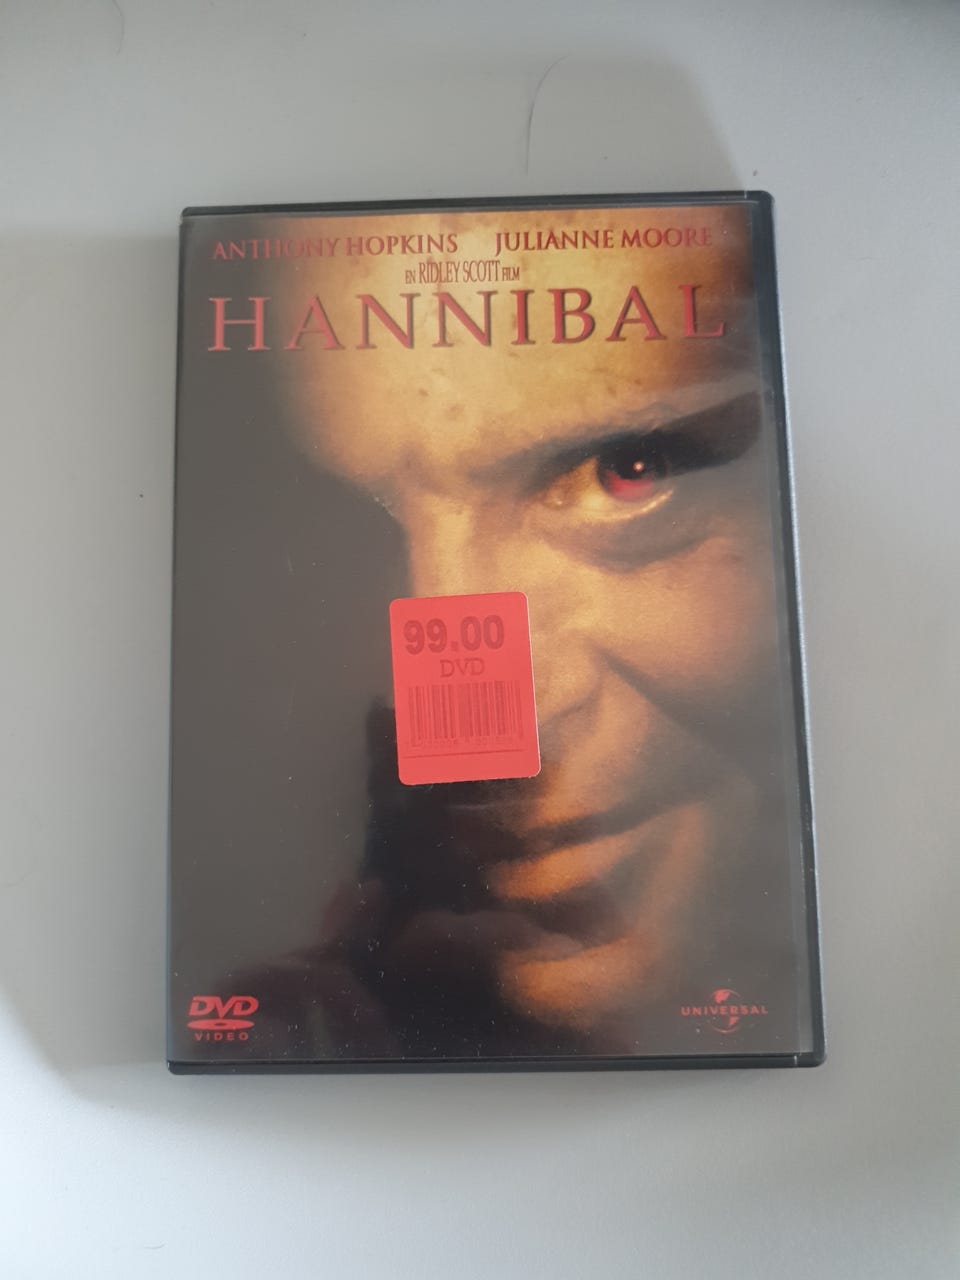 ANTHONY HOPKINS JULIANNE MOORE
EN RIDLEY SCOTT FILM
HANNIBAL
99.00
DVD
DVD
VIDEO
UNIVERSAL